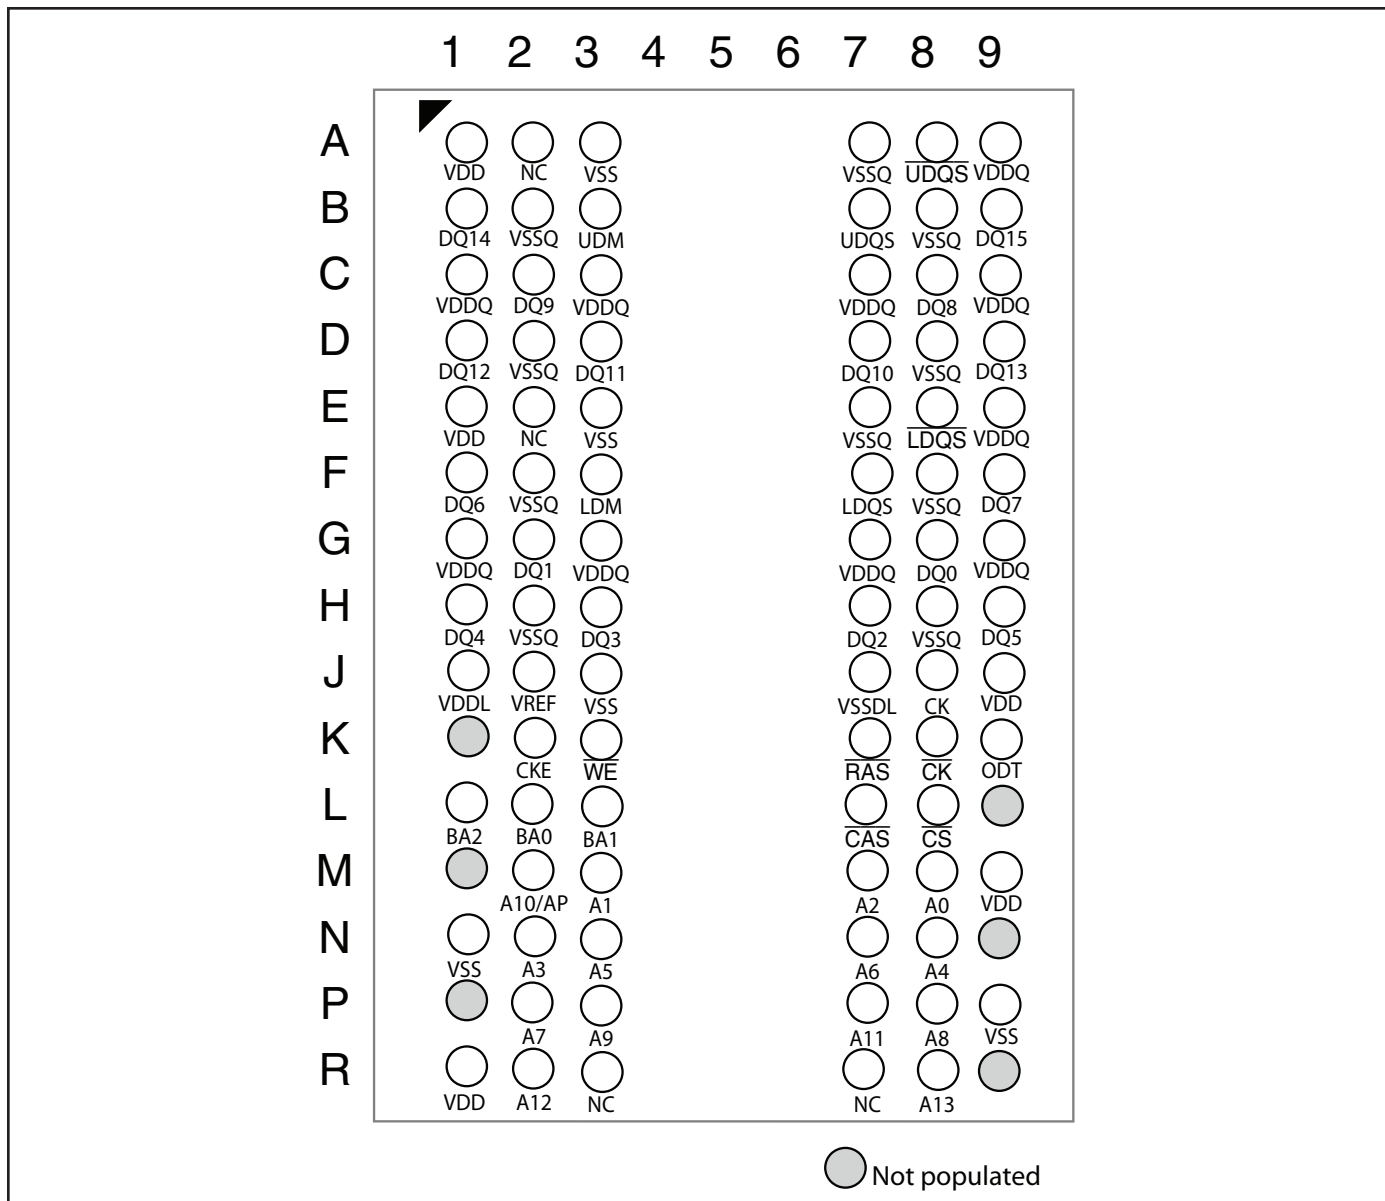 1 2 3 4 5 6 7 8 9
A
VDD NC VSS VSSQ UDQS VDDQ
B
DQ14 VSSQ UDM UDQS VSSQ DQ15
C
VDDQ DQ9 VDDQ VDDQ DQ8 VDDQ
D
DQ12 VSSQ DQ11 DQ10 VSSQ DQ13
E
VDD NC VSS VSSQ LDQS VDDQ
F
DQ6 VSSQ LDM LDQS VSSQ DQ7
G
VDDQ DQ1 VDDQ VDDQ DQ0 VDDQ
H
DQ4 VSSQ DQ3 DQ2 VSSQ DQ5
J
VDDL VREF VSS VSSDL CK VDD
K
CKE WE RAS CK ODT
L
BA2 BA0 BA1 CAS CS
M
A10/AP A1 A2 A0 VDD
N
VSS A3 A5 A6 A4
P
A7 A9 A11 A8 VSS
R
VDD A12 NC NC A13
Not populated